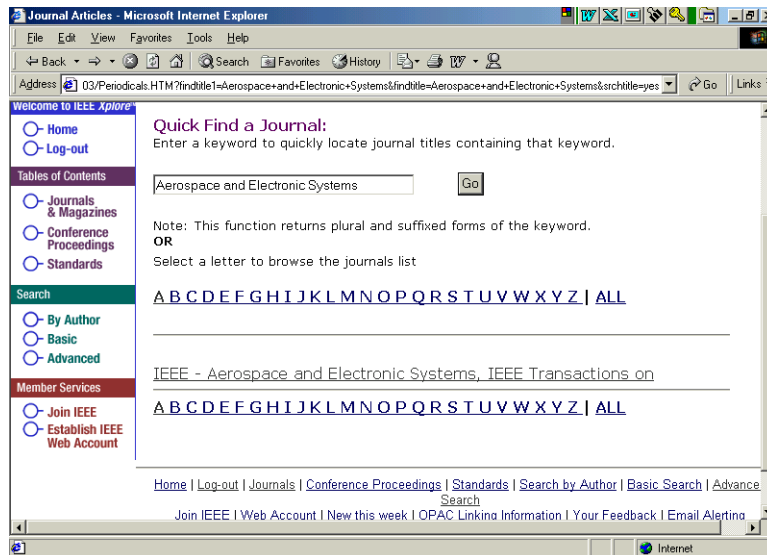 Journal Articles - Microsoft Internet Explorer
File Edit View Favorites Tools Help
Back Search Favorites History
Address 03/Periodicals.HTM?findtitle1=Aerospace+and+Electronic+Systems&findtitle=Aerospace+and+Electronic+Systems&srchtitle=yes Go Links
Welcome to IEEE Xplore
Home
Log-out
Tables of Contents
Journals
& Magazines
Conference
Proceedings
Standards
Search
By Author
Basic
Advanced
Member Services
Join IEEE
Establish IEEE
Web Account
Quick Find a Journal:
Enter a keyword to quickly locate journal titles containing that keyword.
Aerospace and Electronic Systems Go
Note: This function returns plural and suffixed forms of the keyword.
OR
Select a letter to browse the journals list
A B C D E F G H I J K L M N O P Q R S T U V W X Y Z | ALL
IEEE - Aerospace and Electronic Systems, IEEE Transactions on
A B C D E F G H I J K L M N O P Q R S T U V W X Y Z | ALL
Home | Log-out | Journals | Conference Proceedings | Standards | Search by Author | Basic Search | Advance
Search
Join IEEE | Web Account | New this week | OPAC Linking Information | Your Feedback | Email Alerting
Internet